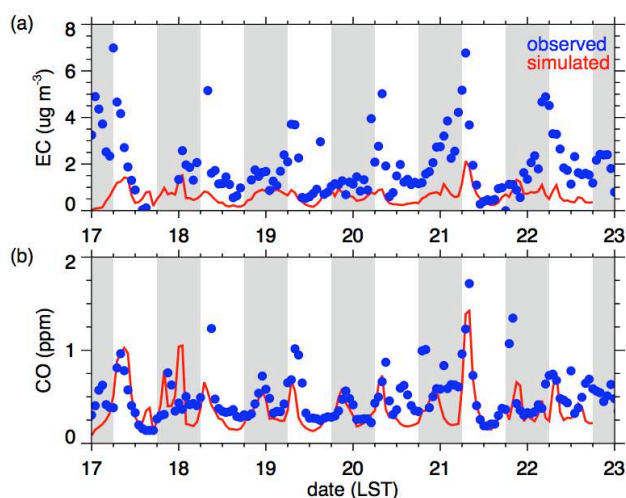 (a)
observed
simulated
EC (ug m-3)
8
6
4
2
0
17 18 19 20 21 22 23
(b)
CO (ppm)
2
1
0
17 18 19 20 21 22 23
date (LST)